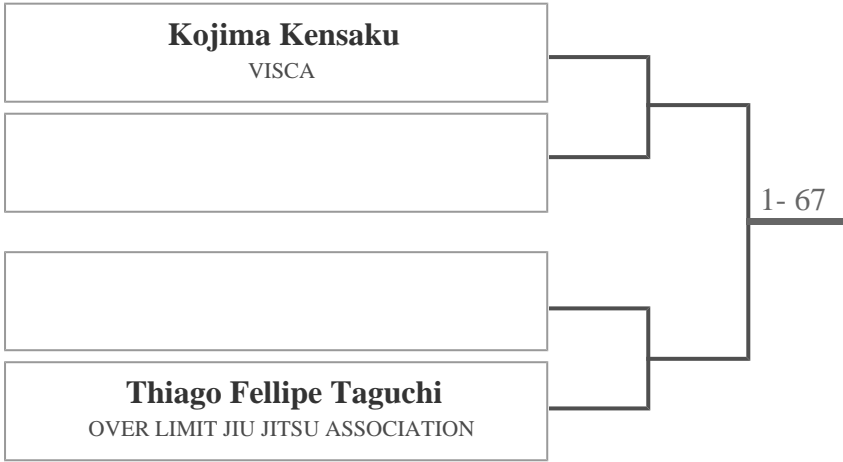 Kojima Kensaku
VISCA
1- 67
Thiago Fellipe Taguchi
OVER LIMIT JIU JITSU ASSOCIATION